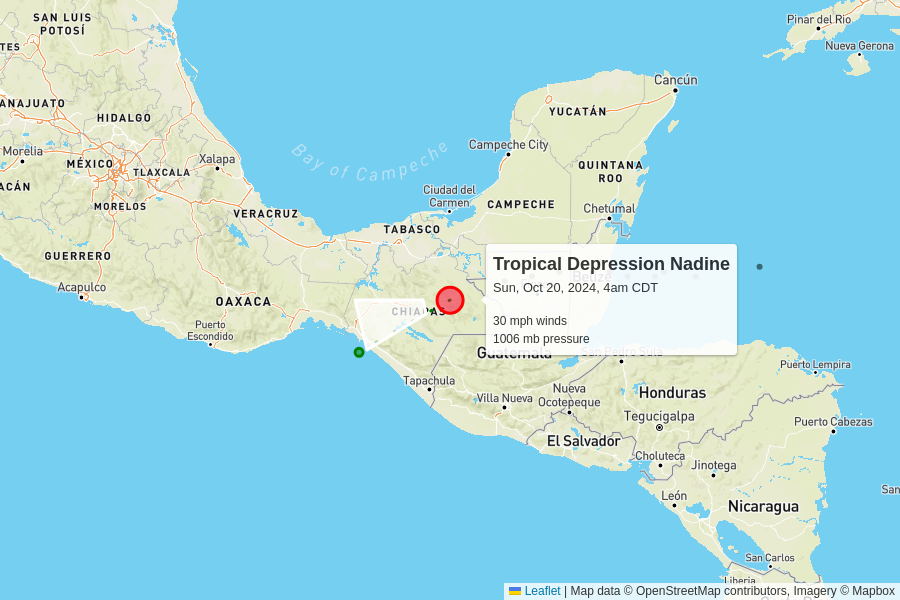 SAN LUIS
POTOSÍ
Pinar del Río
Nueva Gerona
TES
Cancún
ANAJUATO
HIDALGO
YUCATÁN
Bay of Campeche
Campeche City
Morelia
MÉXICO
TLAXCALA
Xalapa
QUINTANA
ROO
ACÁN
MORELOS
VERACRUZ
Ciudad del
Carmen
CAMPECHE
Chetumal
TABASCO
GUERRERO
Tropical Depression Nadine
Sun, Oct 20, 2024, 4am CDT
Belize
30 mph winds
1006 mb pressure
Acapulco
OAXACA
CHIAPAS
Puerto
Escondido
Guatemala
San Pedro Sula
Puerto Lempira
Tapachula
Villa Nueva
Nueva
Ocotepeque
Honduras
Tegucigalpa
Puerto Cabezas
El Salvador
Choluteca
Jinotega
León
San
Nicaragua
San Carlos
Liberia
Leaflet | Map data © OpenStreetMap contributors, Imagery © Mapbox